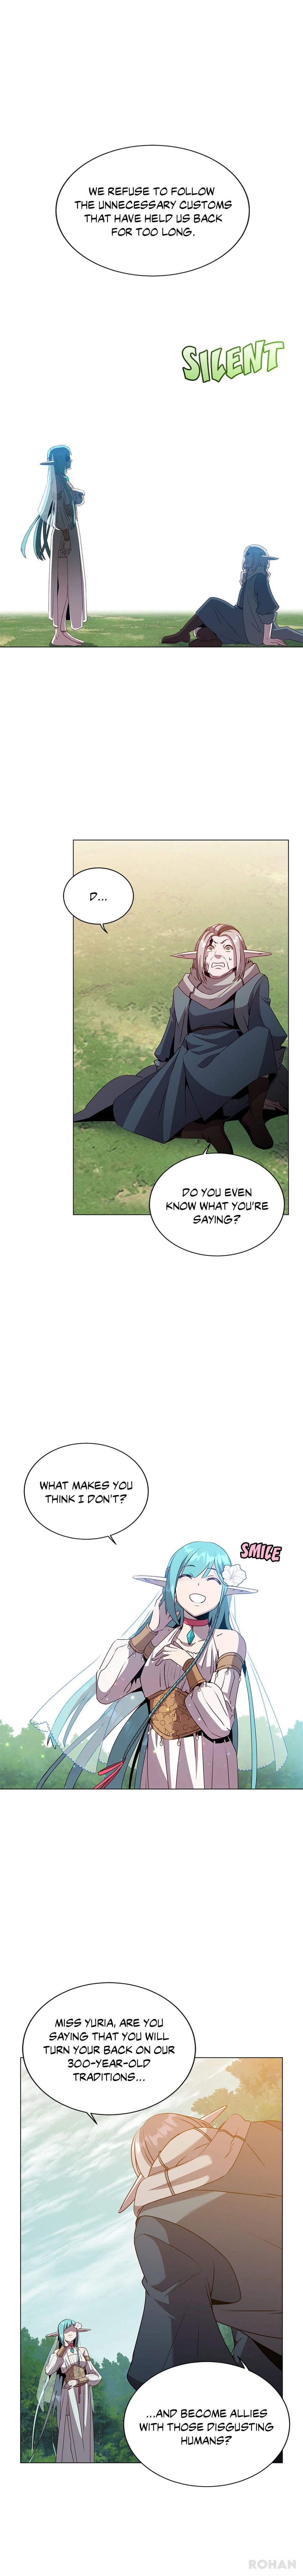 WE REFUSE TO FOLLOW
THE UNNECESSARY CUSTOMS
THAT HAVE HELD US BACK
FOR TOO LONG.
SILENT
D...
DO YOU EVEN
KNOW WHAT YOU'RE
SAYING?
WHAT MAKES YOU
THINK I DON'T?
SMILE
MISS YURIA, ARE YOU
SAYING THAT YOU WILL
TURN YOUR BACK ON OUR
300-YEAR-OLD
TRADITIONS...
...AND BECOME ALLIES
WITH THOSE DISGUSTING
HUMANS?
ROHAN